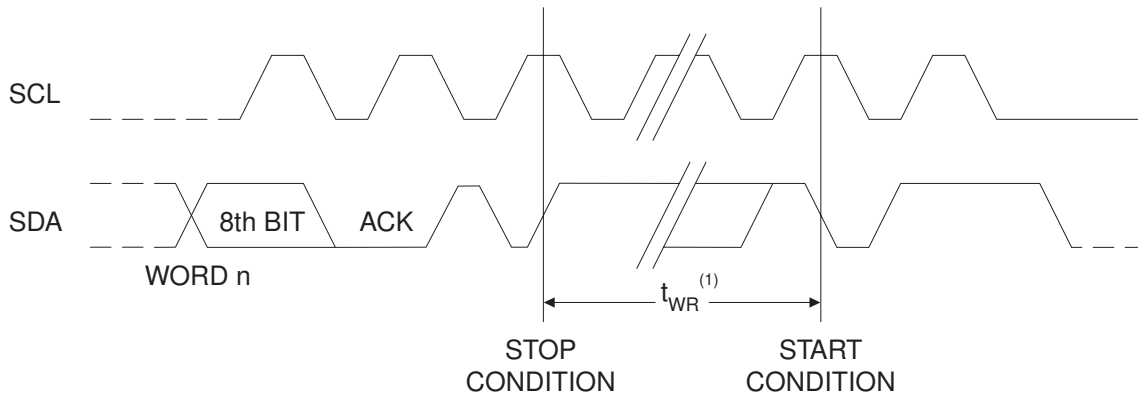 SCL
SDA
8th BIT
ACK
WORD n
tWR(1)
STOP
CONDITION
START
CONDITION